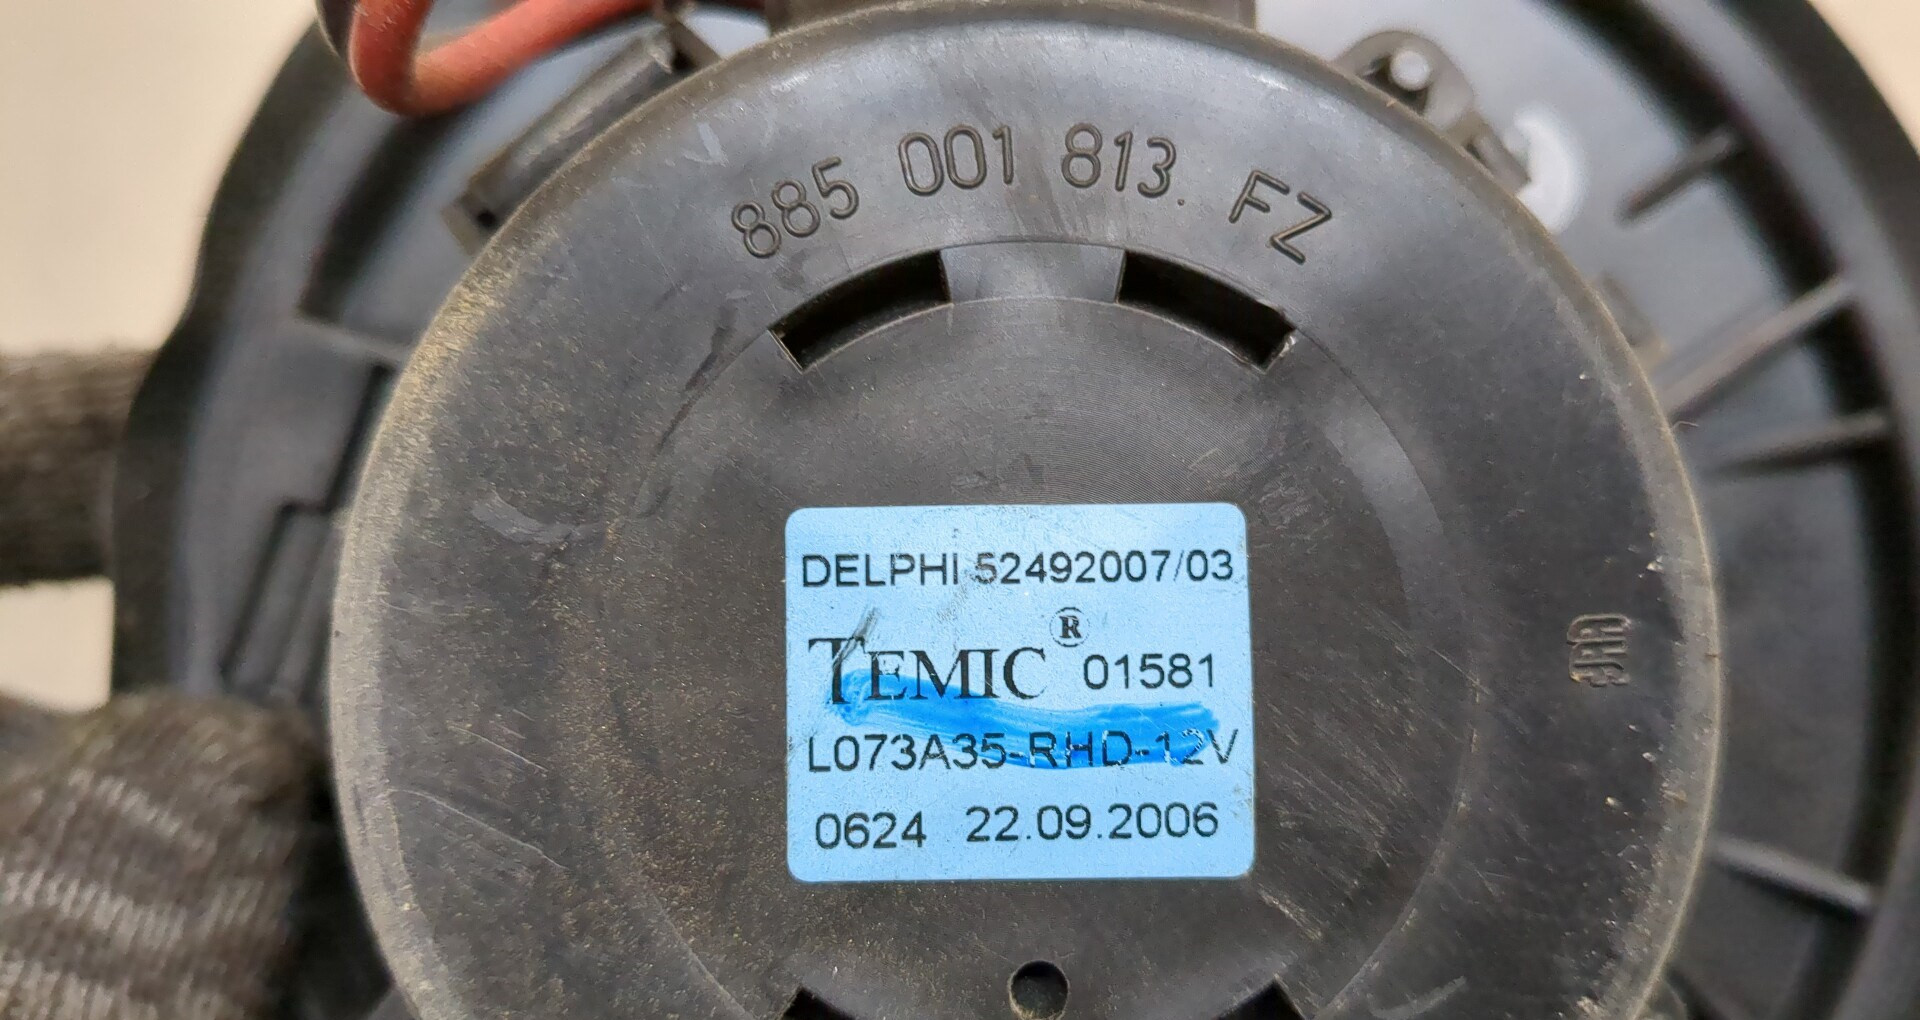 885 001 813. FZ
DELPHI 52492007/03
TEMIC® 01581
L073A35-RHD-12V
0624 22.09.2006